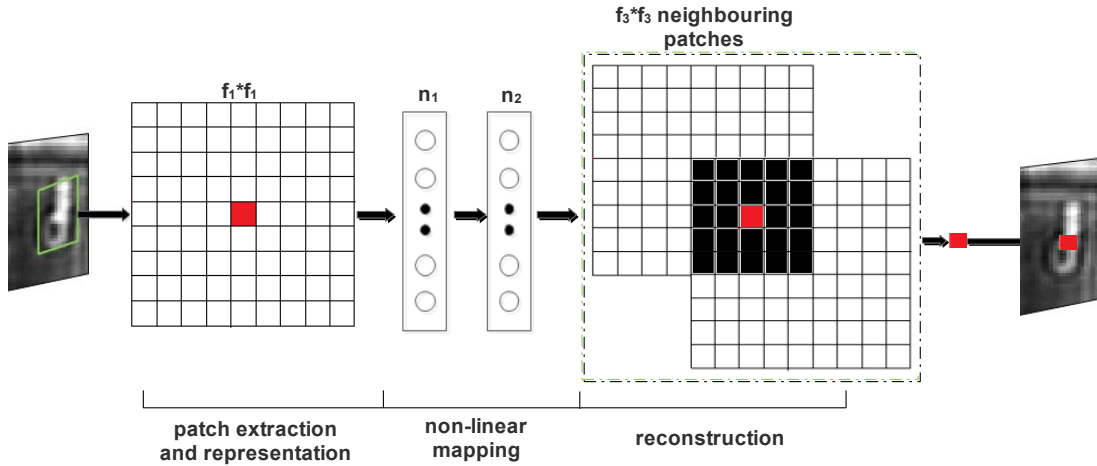 f₃*f₃ neighbouring
patches
f₁*f₁
n₁
n₂
patch extraction
and representation
non-linear
mapping
reconstruction